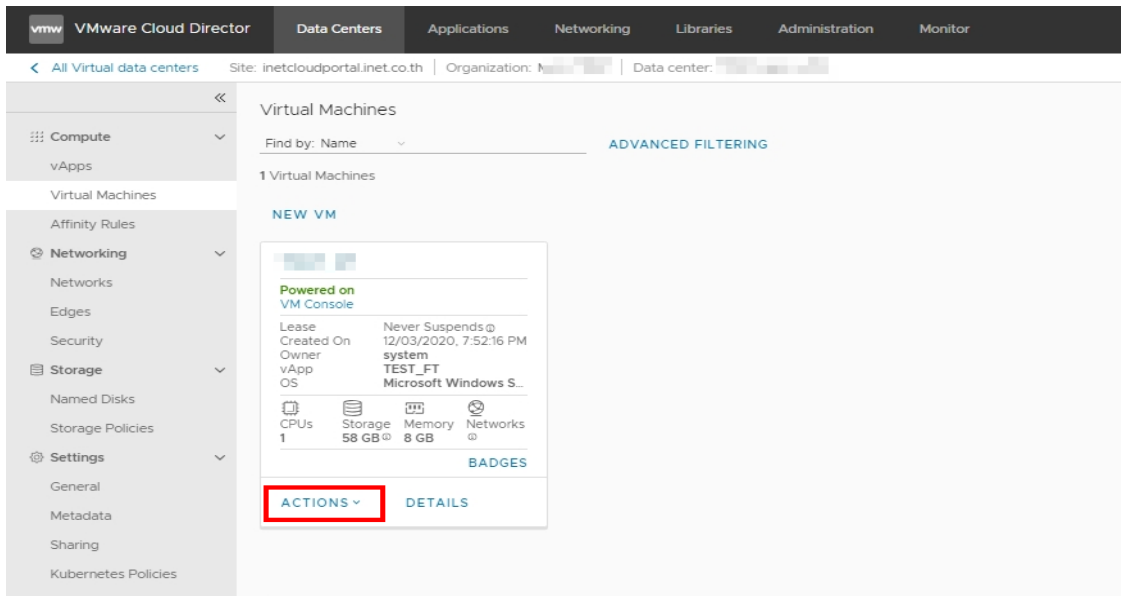 vmw VMware Cloud Director Data Centers Applications Networking Libraries Administration Monitor
All Virtual data centers Site: inetcloudportal.inet.co.th Organization: Data center:
Compute
vApps
Virtual Machines
Affinity Rules
Networking
Networks
Edges
Security
Storage
Named Disks
Storage Policies
Settings
General
Metadata
Sharing
Kubernetes Policies
Virtual Machines
Find by: Name ADVANCED FILTERING
1 Virtual Machines
NEW VM
Powered on
VM Console
Lease Never Suspends
Created On 12/03/2020, 7:52:16 PM
Owner system
vApp TEST_FT
OS Microsoft Windows S...
CPUs Storage Memory Networks
1 58 GB 8 GB
BADGES
ACTIONS DETAILS